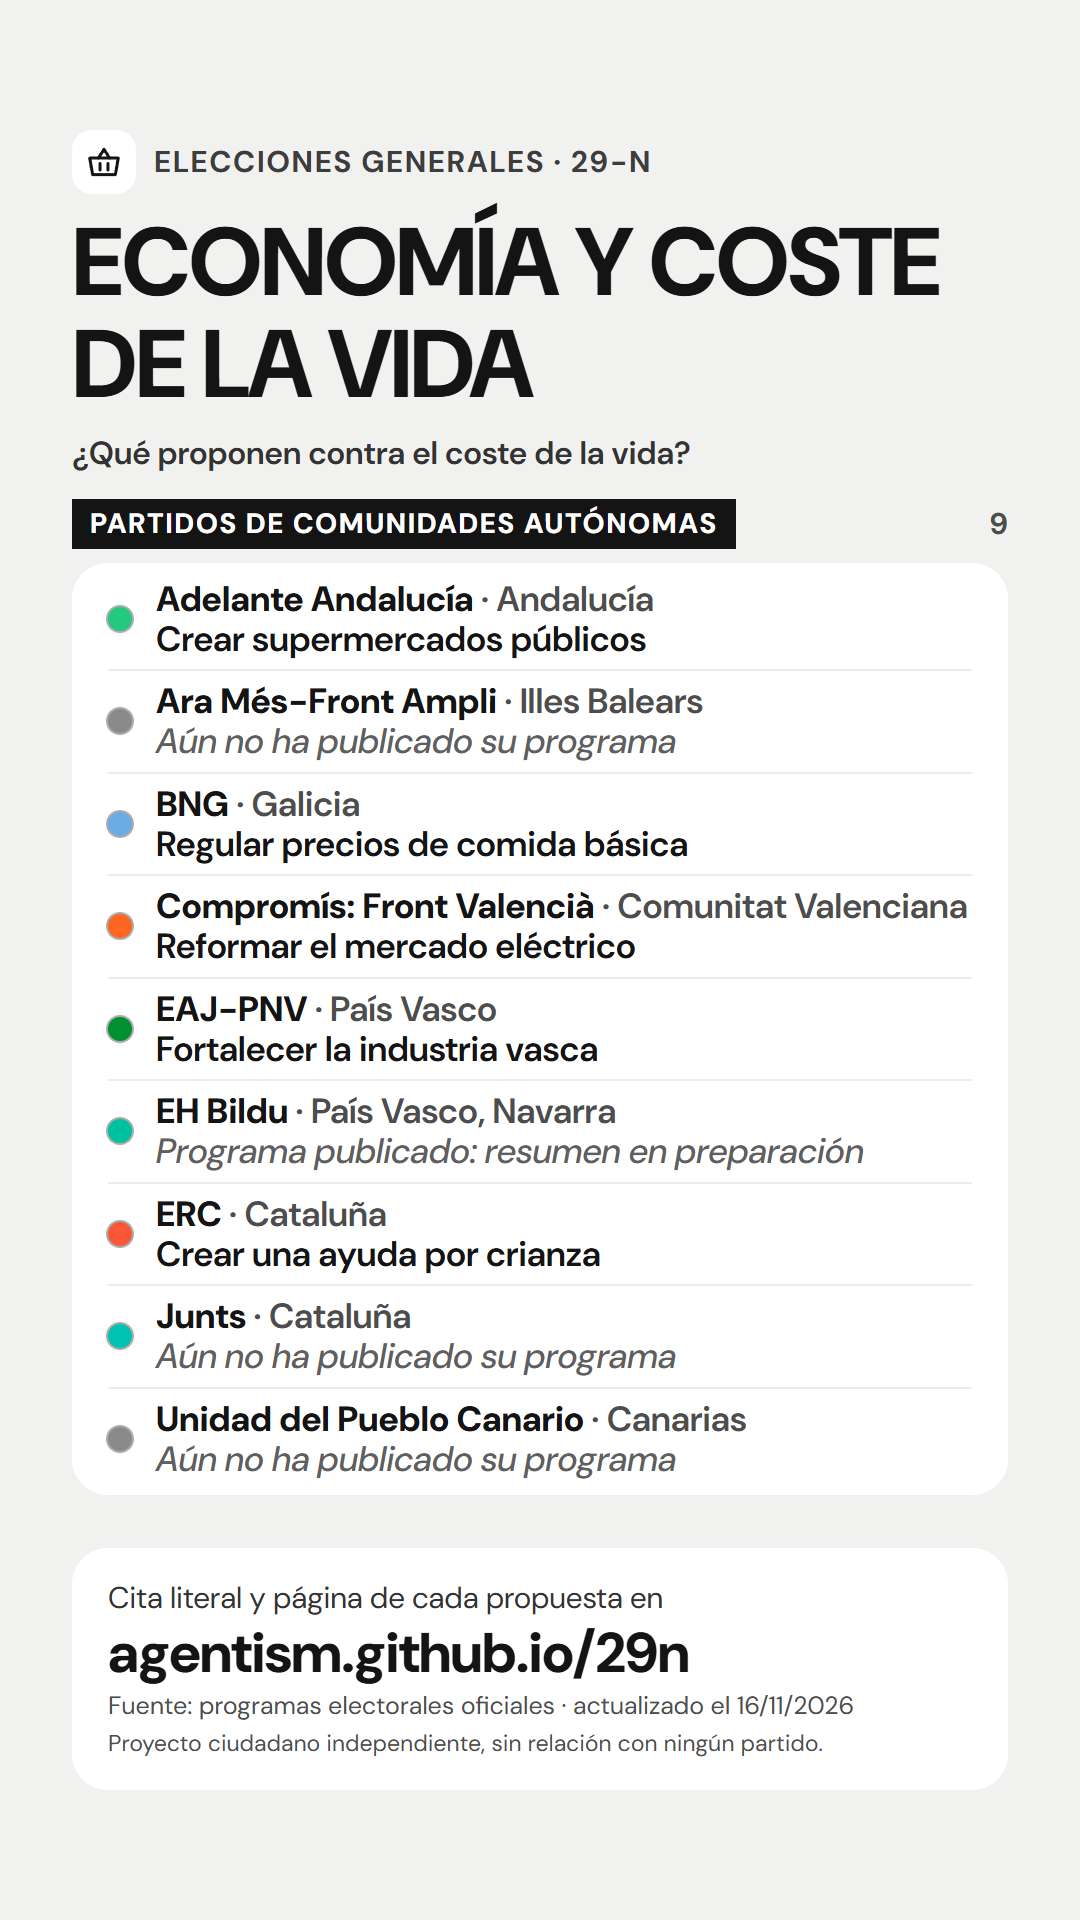 ELECCIONES GENERALES · 29-N
ECONOMÍA Y COSTE
DE LA VIDA
¿Qué proponen contra el coste de la vida?
PARTIDOS DE COMUNIDADES AUTÓNOMAS 9
Adelante Andalucía · Andalucía
Crear supermercados públicos
Ara Més-Front Ampli · Illes Balears
Aún no ha publicado su programa
BNG · Galicia
Regular precios de comida básica
Compromís: Front Valencià · Comunitat Valenciana
Reformar el mercado eléctrico
EAJ-PNV · País Vasco
Fortalecer la industria vasca
EH Bildu · País Vasco, Navarra
Programa publicado: resumen en preparación
ERC · Cataluña
Crear una ayuda por crianza
Junts · Cataluña
Aún no ha publicado su programa
Unidad del Pueblo Canario · Canarias
Aún no ha publicado su programa
Cita literal y página de cada propuesta en
agentism.github.io/29n
Fuente: programas electorales oficiales · actualizado el 16/11/2026
Proyecto ciudadano independiente, sin relación con ningún partido.